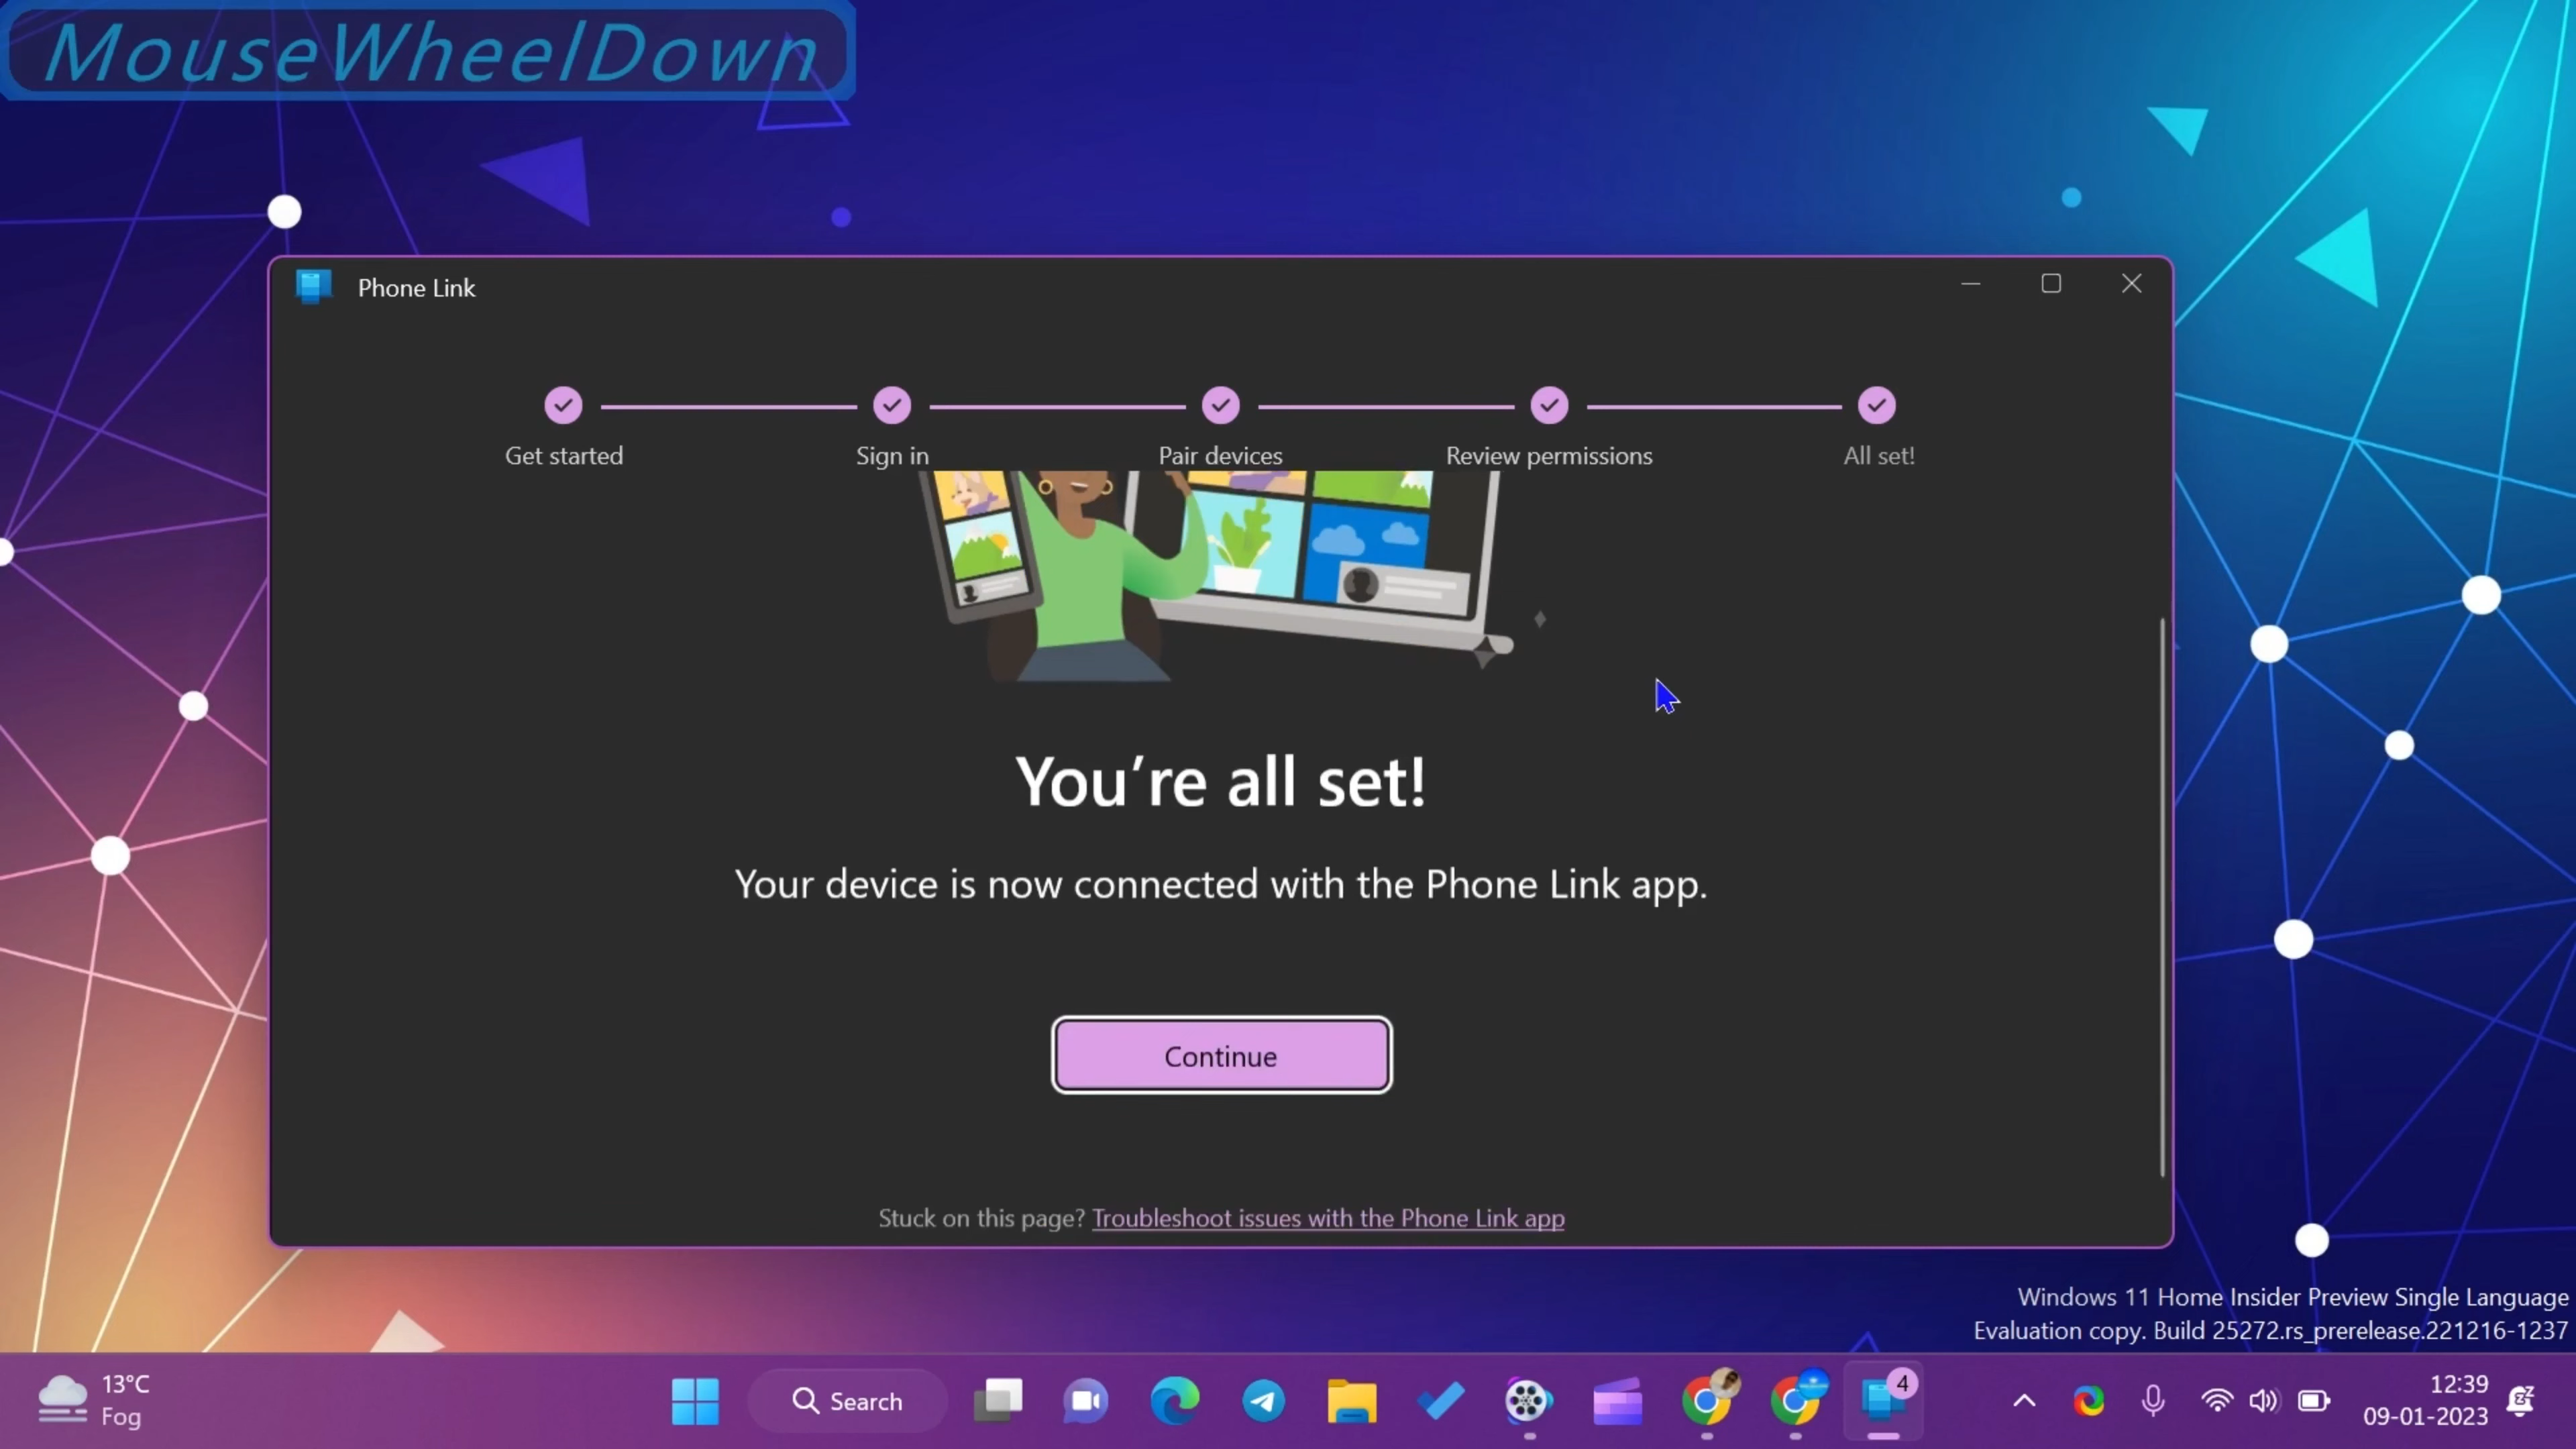 MouseWheelDown
Phone Link
Get started
Sign in
Pair devices
Review permissions
All set!
You’re all set!
Your device is now connected with the Phone Link app.
Continue
Stuck on this page? Troubleshoot issues with the Phone Link app
Windows 11 Home Insider Preview Single Language
Evaluation copy. Build 25272.rs_prerelease.221216-1237
13°C
Fog
Search
4
12:39
09-01-2023